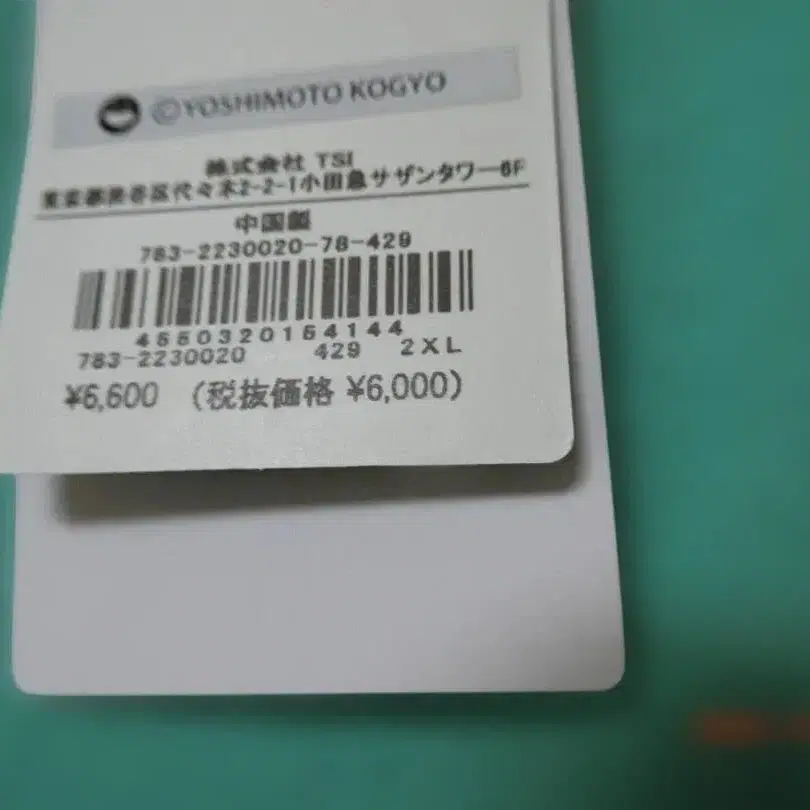 ©YOSHIMOTO KOGYO
株式会社 TSI
東京都渋谷区代々木2-2-1小田急サザンタワー6F
中国製
783-2230020-78-429
4550320154144
783-2230020 429 2XL
¥6,600 (税抜価格 ¥6,000)